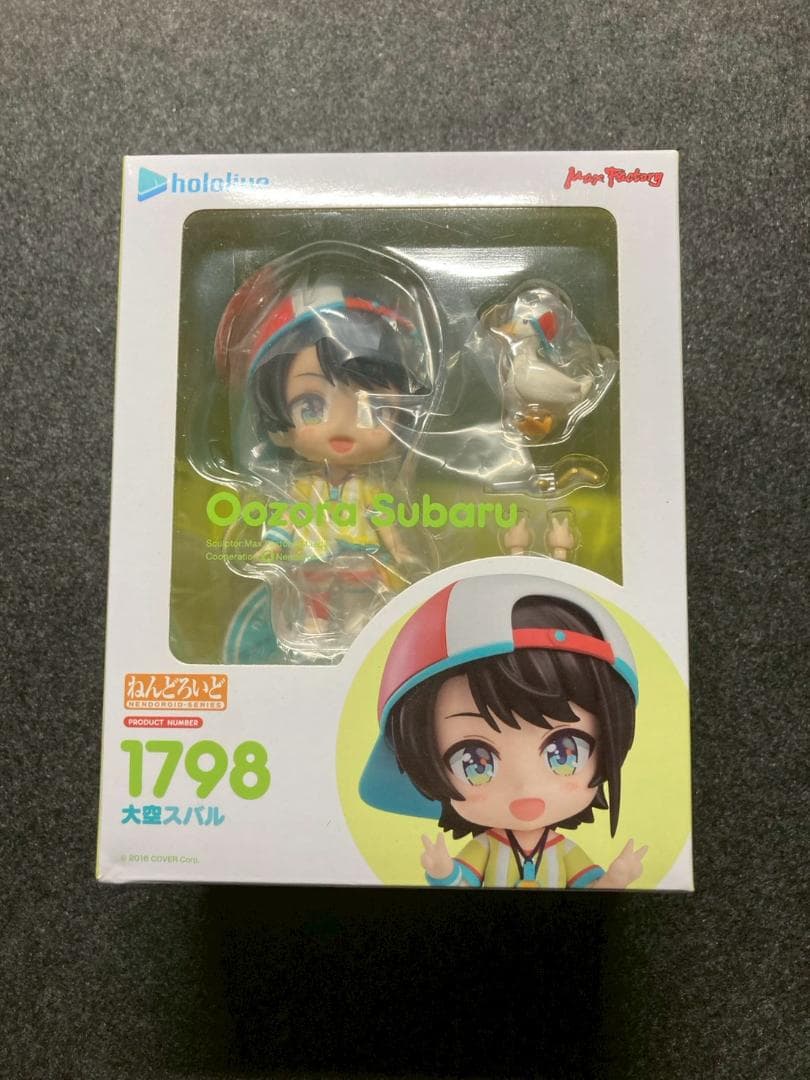 hololive
Max Factory
Oozora Subaru
ねんどろいど
NENDOROID-SERIES
PRODUCT NUMBER
1798
大空スバル
© 2016 COVER Corp.